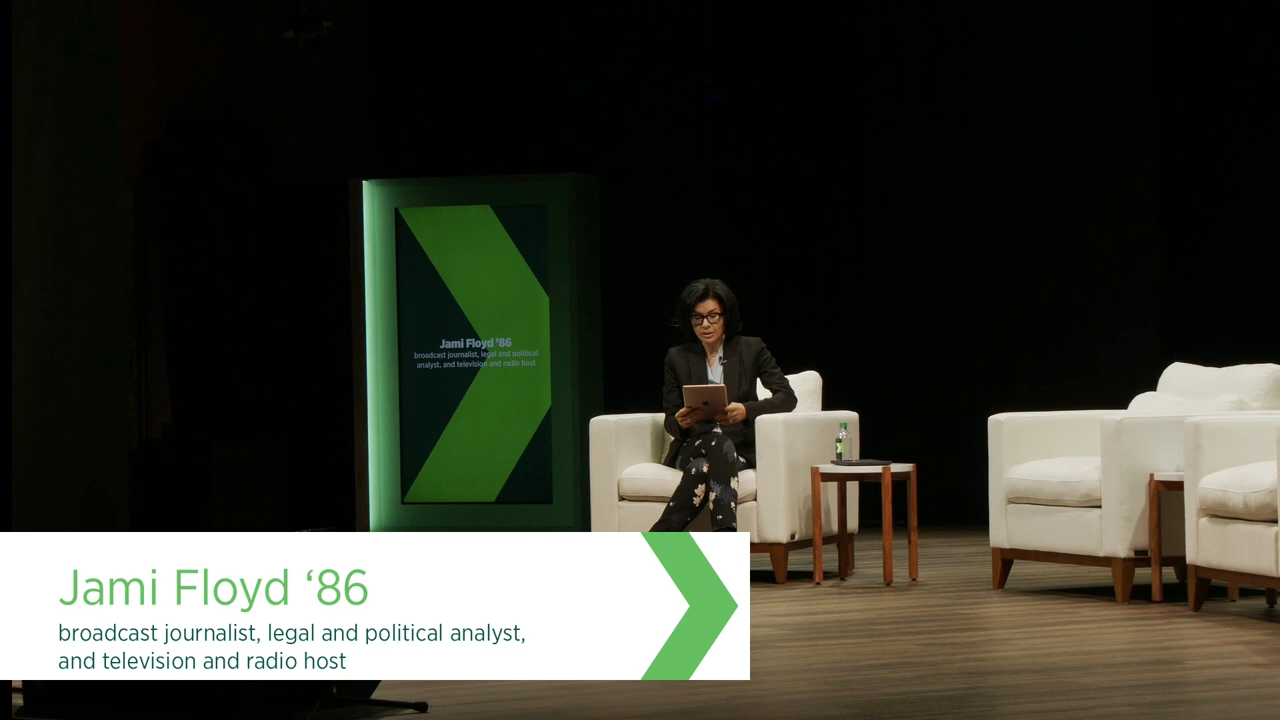 Jami Floyd ’86
broadcast journalist, legal and political
analyst, and television and radio host
Jami Floyd ‘86
broadcast journalist, legal and political analyst,
and television and radio host